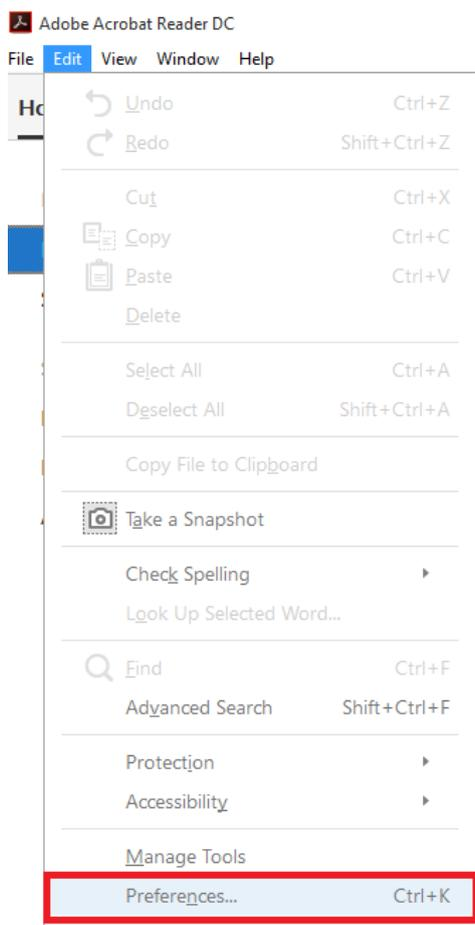 Adobe Acrobat Reader DC
File Edit View Window Help
Ho
Undo Ctrl+Z
Redo Shift+Ctrl+Z
Cut Ctrl+X
Copy Ctrl+C
Paste Ctrl+V
Delete
Select All Ctrl+A
Deselect All Shift+Ctrl+A
Copy File to Clipboard
Take a Snapshot
Check Spelling
Look Up Selected Word...
Find Ctrl+F
Advanced Search Shift+Ctrl+F
Protection
Accessibility
Manage Tools
Preferences... Ctrl+K